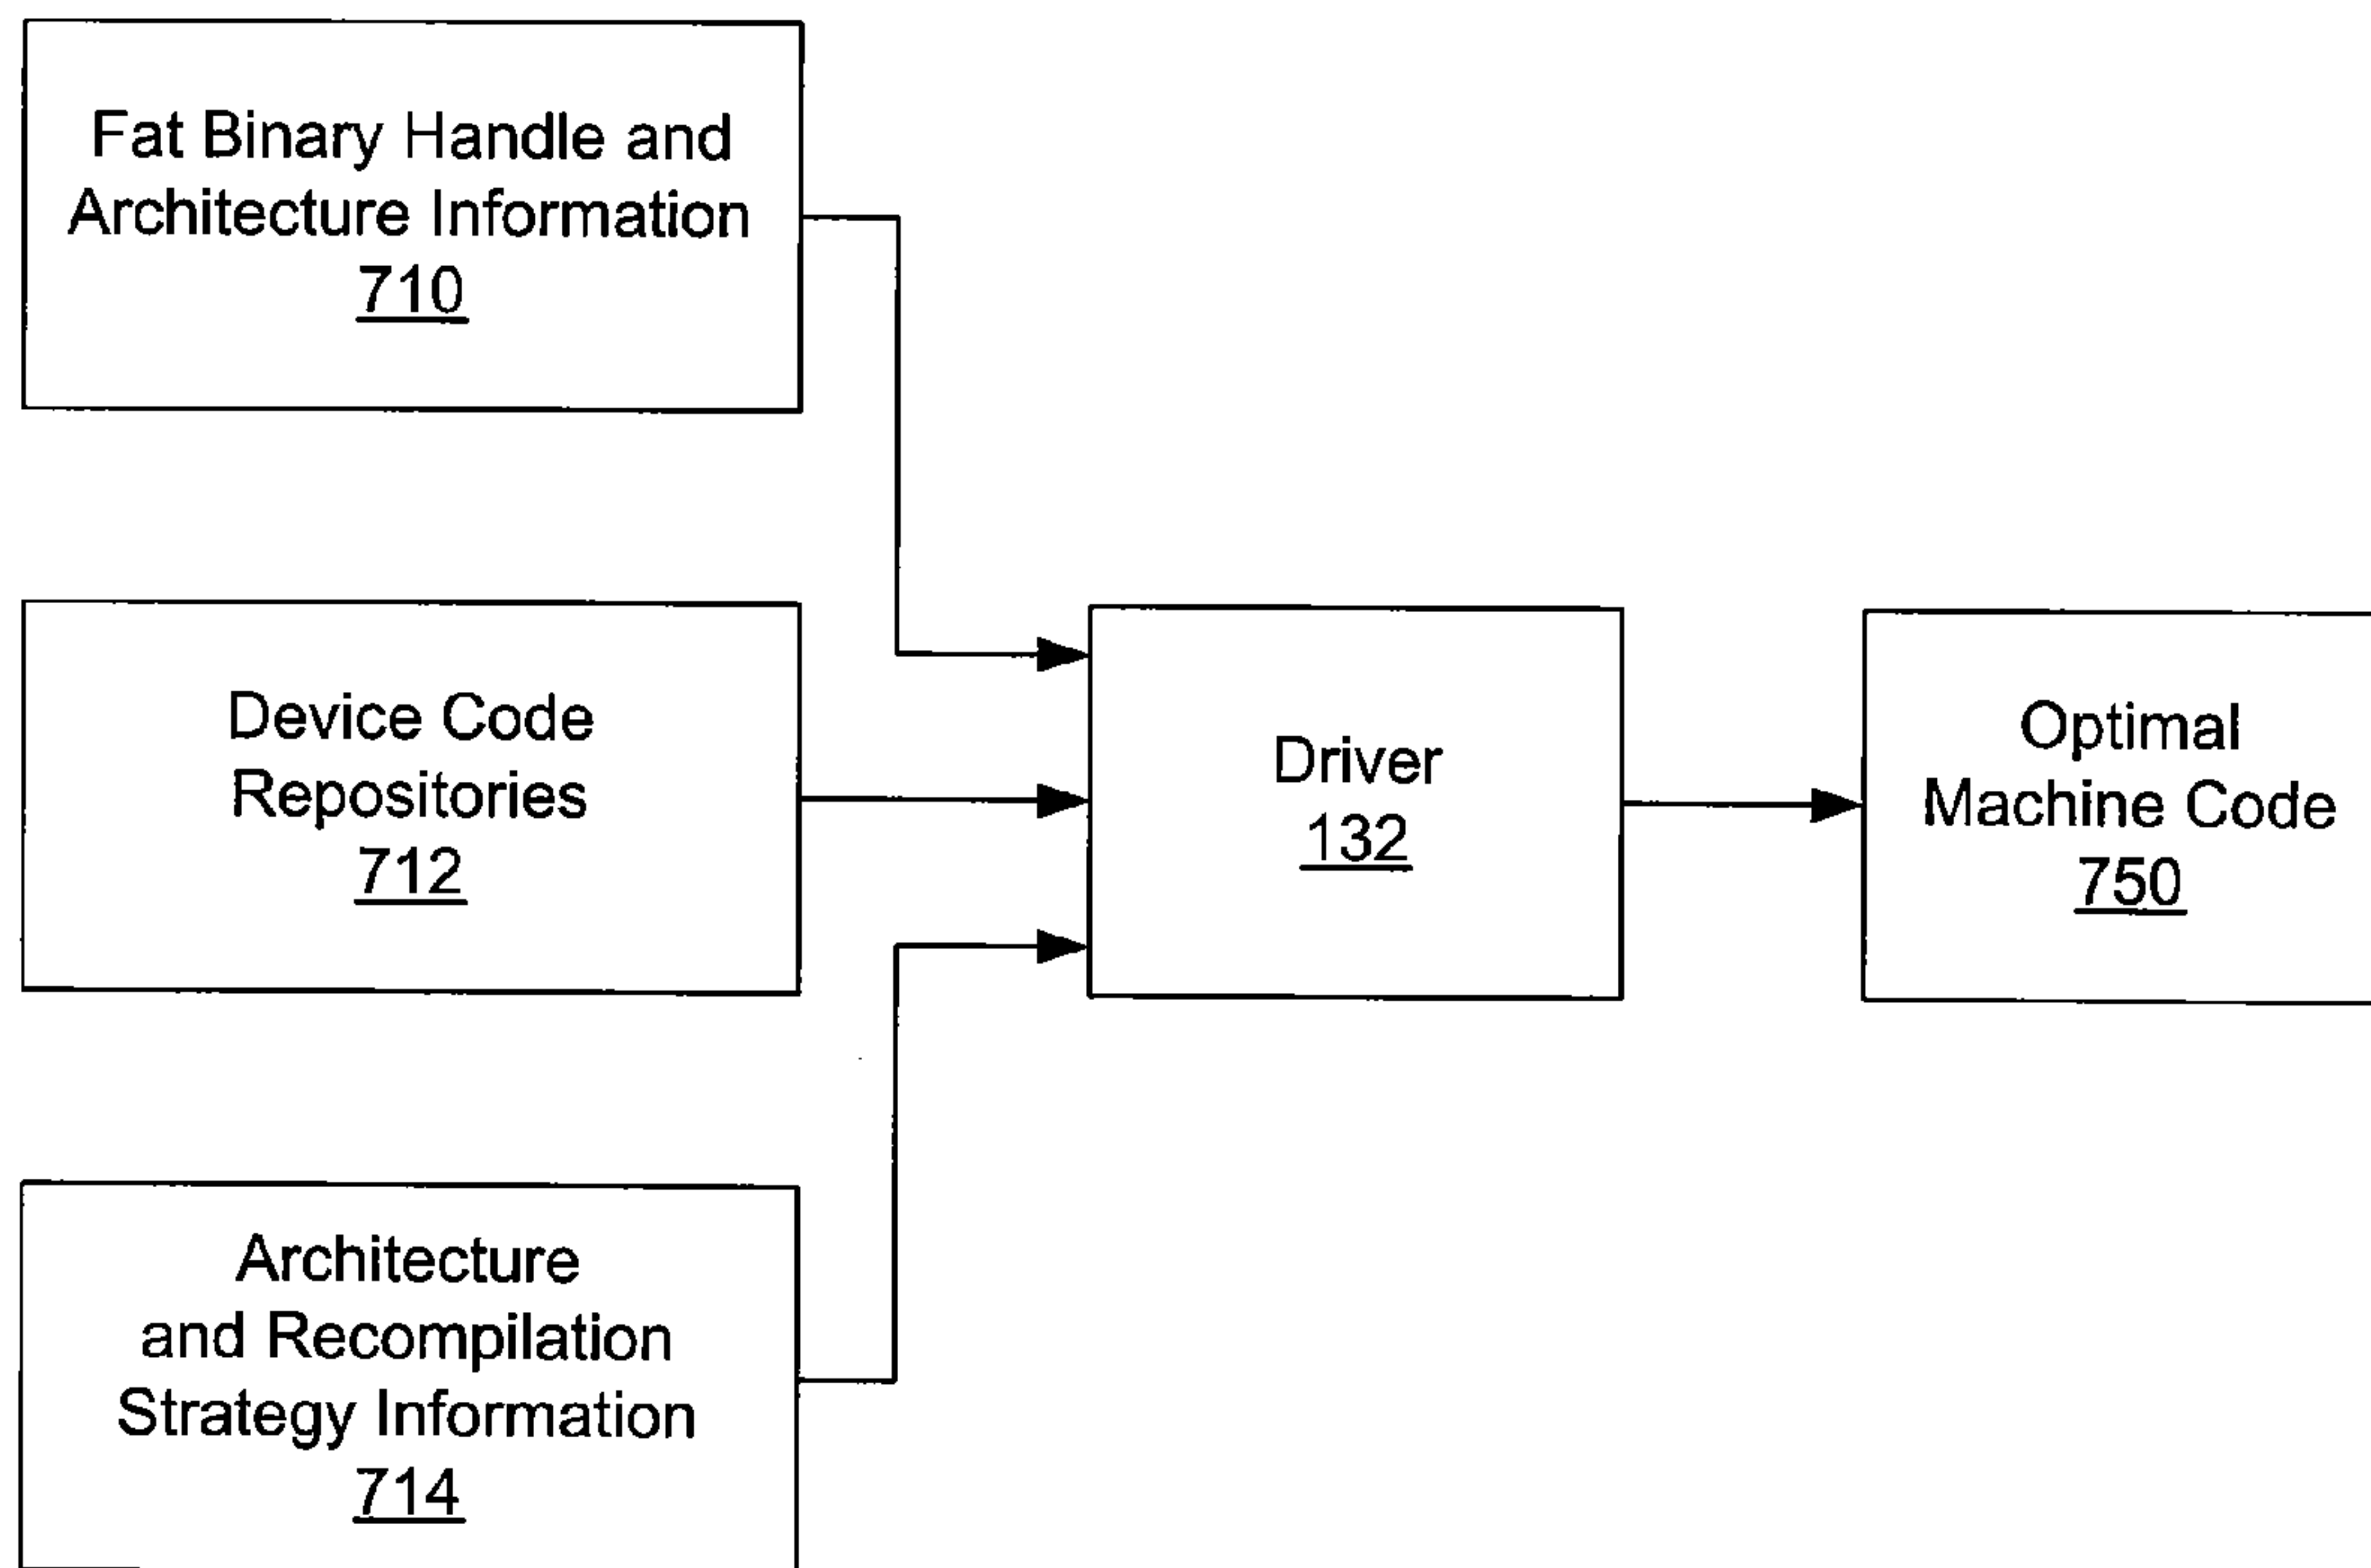 Fat Binary Handle and
Architecture Information
710
Device Code
Repositories
712
Architecture
and Recompilation
Strategy Information
714
Driver
132
Optimal
Machine Code
750